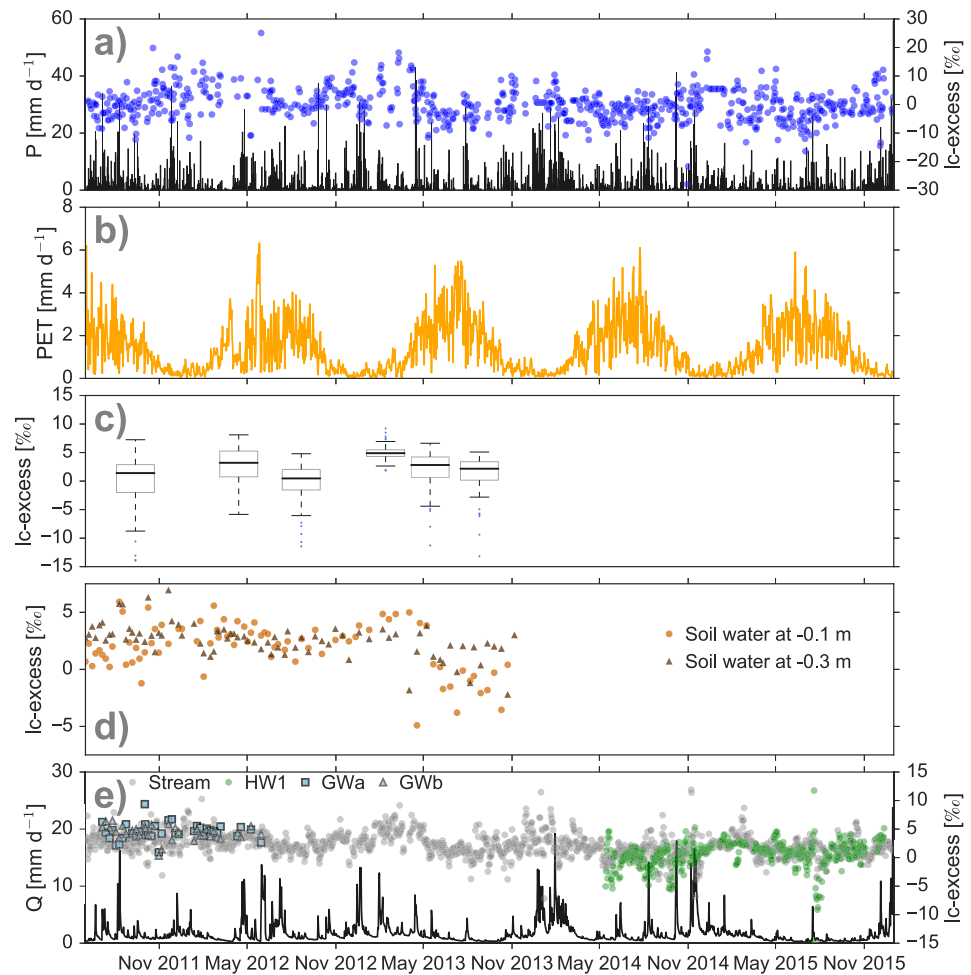 a)
P [mm d⁻¹]
60
40
20
0
30
20
10
0
−10
−20
−30
lc-excess [‰]
b)
PET [mm d⁻¹]
8
6
4
2
0
c)
lc-excess [‰]
15
10
5
0
−5
−10
−15
d)
lc-excess [‰]
5
0
−5
Soil water at -0.1 m
Soil water at -0.3 m
e)
Stream HW1 GWa GWb
Q [mm d⁻¹]
30
20
10
0
15
10
5
0
−5
−10
−15
lc-excess [‰]
Nov 2011 May 2012 Nov 2012 May 2013 Nov 2013 May 2014 Nov 2014 May 2015 Nov 2015